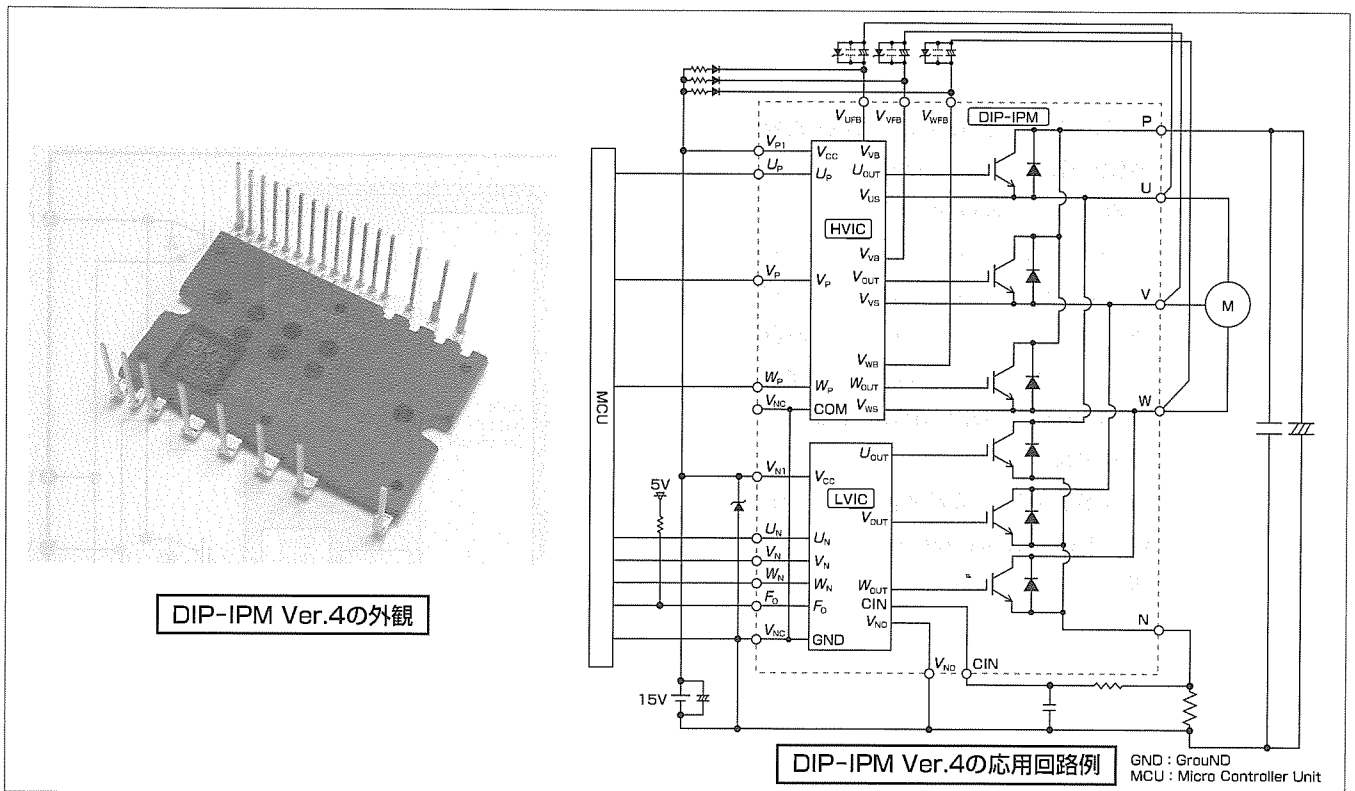 DIP-IPM Ver.4の外観
MCU
5V
15V
V_UFB V_VFB V_WFB
DIP-IPM
V_P1
U_P
V_P
W_P
V_NC
V_CC
U_P
V_P
W_P
COM
HVIC
V_VB
U_OUT
V_US
V_VB
V_OUT
V_VS
V_WB
W_OUT
V_WS
V_N1
U_N
V_N
W_N
F_O
V_NC
V_CC
U_N
V_N
W_N
F_O
GND
LVIC
U_OUT
V_OUT
W_OUT
CIN
V_NO
V_NO
CIN
P
U
V
W
N
M
DIP-IPM Ver.4の応用回路例
GND : GrouND
MCU : Micro Controller Unit